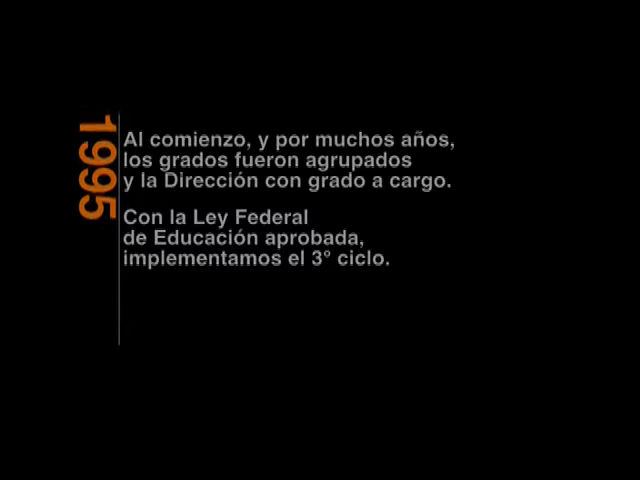 1995
Al comienzo, y por muchos años,
los grados fueron agrupados
y la Dirección con grado a cargo.
Con la Ley Federal
de Educación aprobada,
implementamos el 3° ciclo.